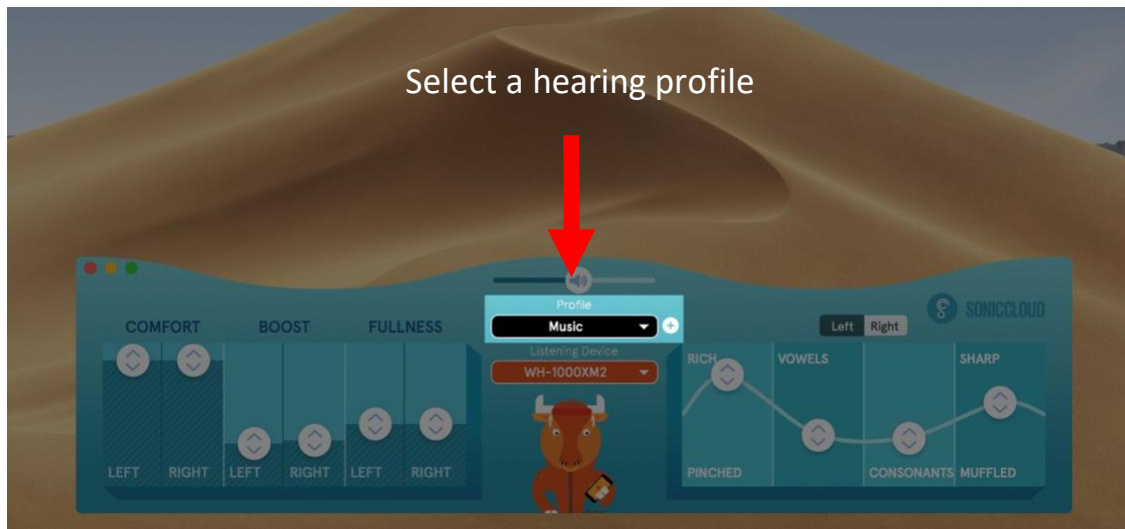 Select a hearing profile
Profile
Music
Listening Device
WH-1000XM2
COMFORT BOOST FULLNESS
LEFT RIGHT LEFT RIGHT LEFT RIGHT
Left Right
SONICCLOUD
RICH VOWELS SHARP
PINCHED CONSONANTS MUFFLED